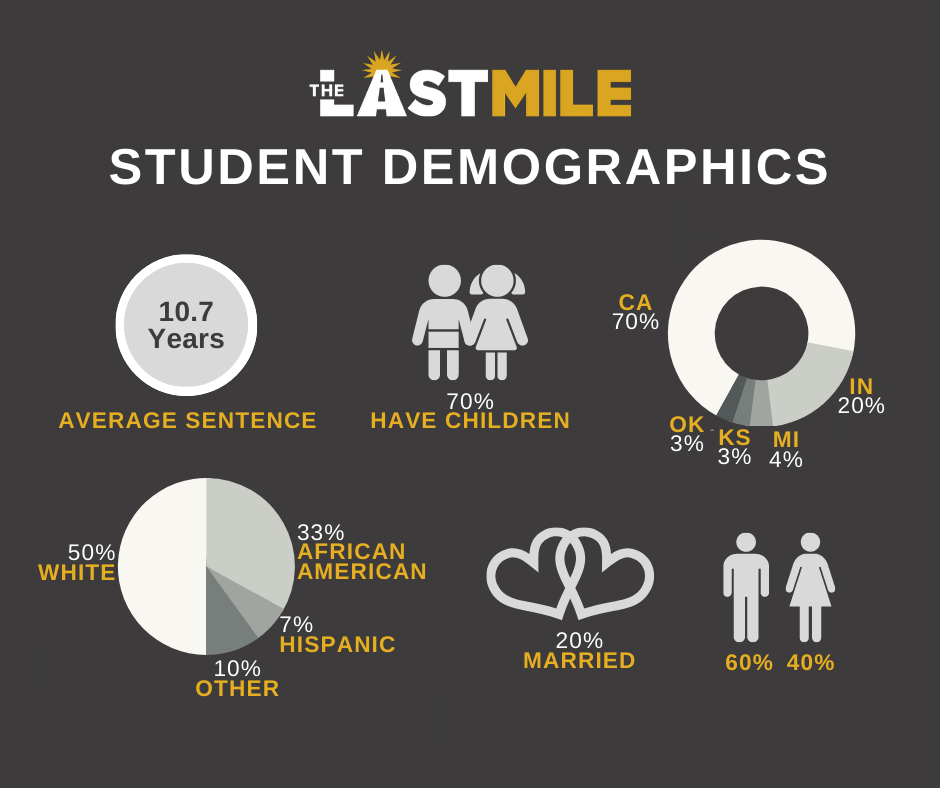 THE LAST MILE
STUDENT DEMOGRAPHICS
10.7
Years
AVERAGE SENTENCE
70%
HAVE CHILDREN
CA
70%
IN
20%
OK
3%
KS
3%
MI
4%
50%
WHITE
33%
AFRICAN
AMERICAN
7%
HISPANIC
10%
OTHER
20%
MARRIED
60% 40%